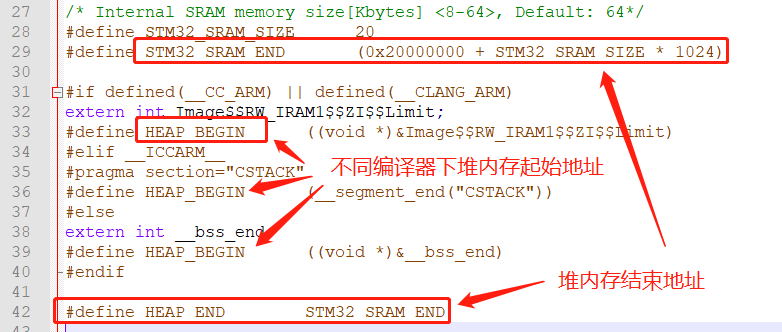 27 /* Internal SRAM memory size[Kbytes] <8-64>, Default: 64*/
28 #define STM32_SRAM_SIZE 20
29 #define STM32_SRAM_END (0x20000000 + STM32_SRAM_SIZE * 1024)
30
31 #if defined(__CC_ARM) || defined(__CLANG_ARM)
32 extern int Image$$RW_IRAM1$$ZI$$Limit;
33 #define HEAP_BEGIN ((void *)&Image$$RW_IRAM1$$ZI$$Limit)
34 #elif __ICCARM__
35 #pragma section="CSTACK"
不同编译器下堆内存起始地址
36 #define HEAP_BEGIN (__segment_end("CSTACK"))
37 #else
38 extern int __bss_end
39 #define HEAP_BEGIN ((void *)&__bss_end)
40 #endif
堆内存结束地址
41
42 #define HEAP_END STM32_SRAM_END
43